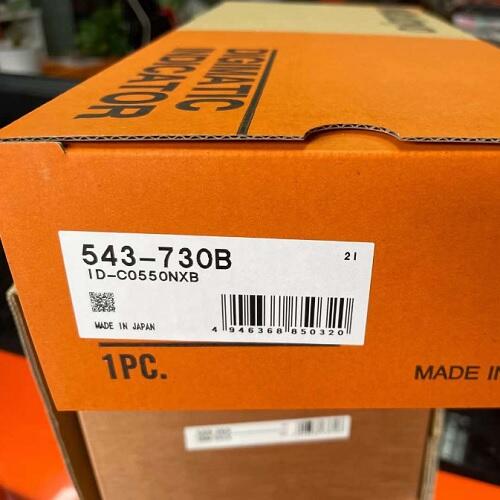 DIGIMATIC
INDICATOR
543-730B
21
ID-C0550NXB
MADE IN JAPAN
4 946368 850320
1PC.
MADE IN